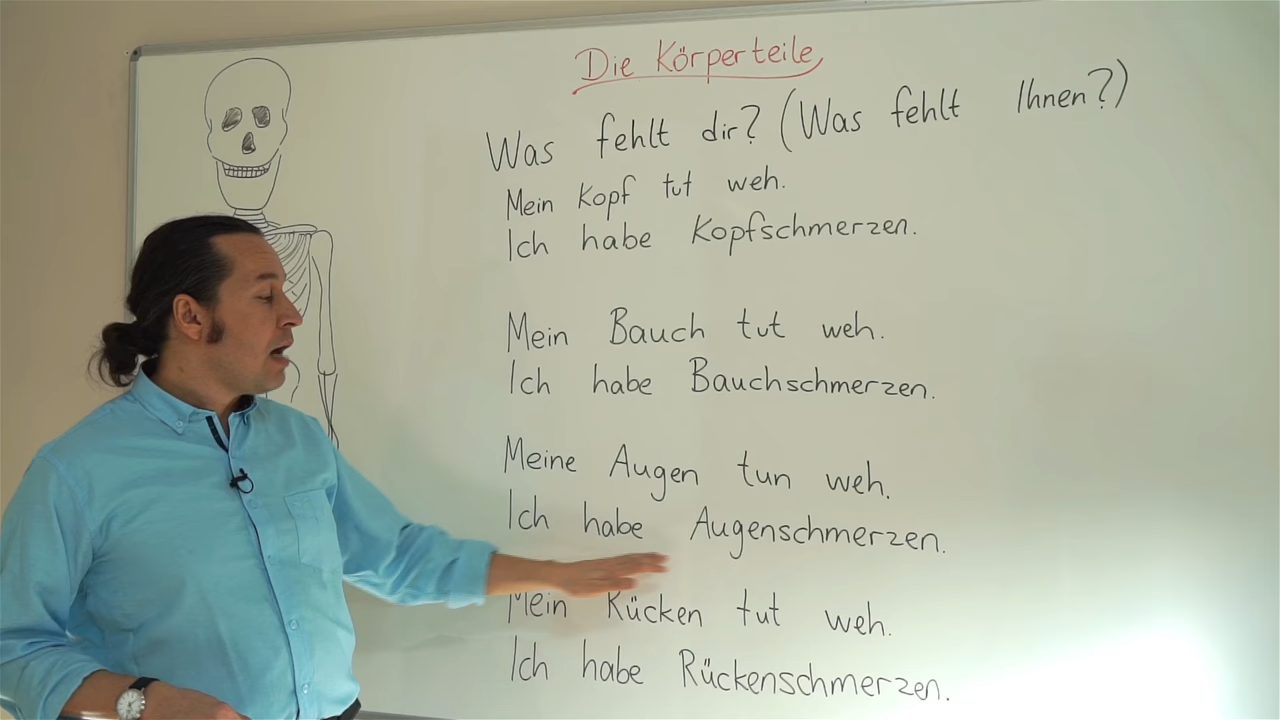 Die Körperteile
Was fehlt dir? (Was fehlt Ihnen?)
Mein Kopf tut weh.
Ich habe Kopfschmerzen.
Mein Bauch tut weh.
Ich habe Bauchschmerzen.
Meine Augen tun weh.
Ich habe Augenschmerzen.
Mein Rücken tut weh.
Ich habe Rückenschmerzen.